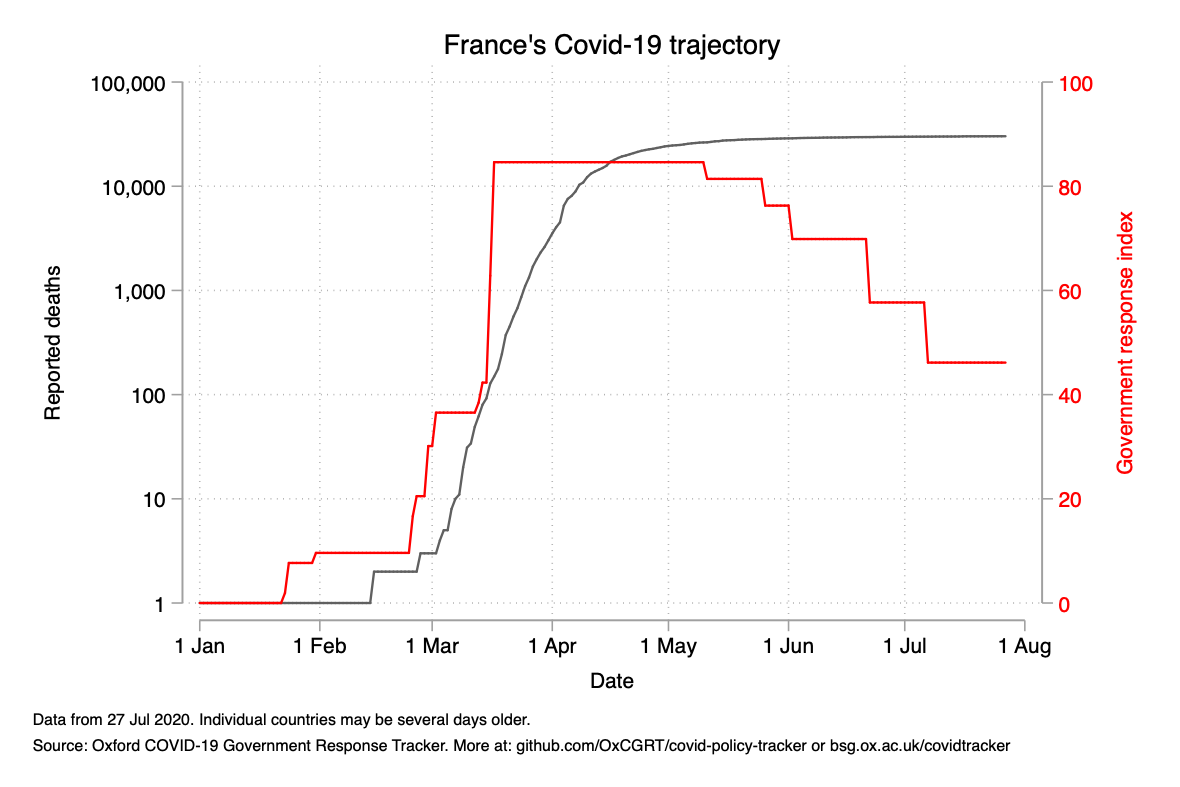 France's Covid-19 trajectory
100,000
10,000
1,000
100
10
1
Reported deaths
100
80
60
40
20
0
Government response index
1 Jan 1 Feb 1 Mar 1 Apr 1 May 1 Jun 1 Jul 1 Aug
Date
Data from 27 Jul 2020. Individual countries may be several days older.
Source: Oxford COVID-19 Government Response Tracker. More at: github.com/OxCGRT/covid-policy-tracker or bsg.ox.ac.uk/covidtracker